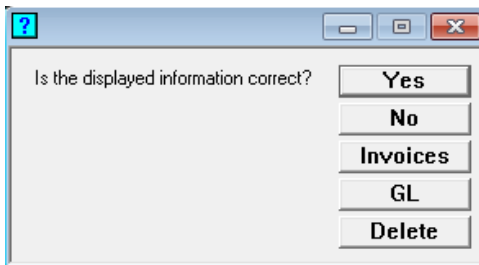 ?
Is the displayed information correct?
Yes
No
Invoices
GL
Delete